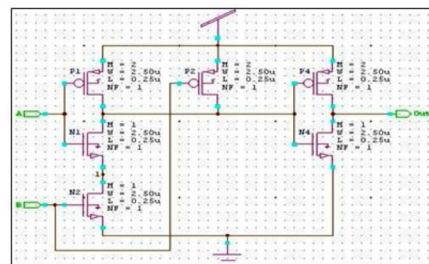 P1
M = 2
W = 2.50u
L = 0.25u
NF = 1
P2
M = 2
W = 2.50u
L = 0.25u
NF = 1
P4
M = 2
W = 2.50u
L = 0.25u
NF = 1
A
Out
N1
M = 1
W = 2.50u
L = 0.25u
NF = 1
N4
M = 1
W = 2.50u
L = 0.25u
NF = 1
1
B
N2
M = 1
W = 2.50u
L = 0.25u
NF = 1